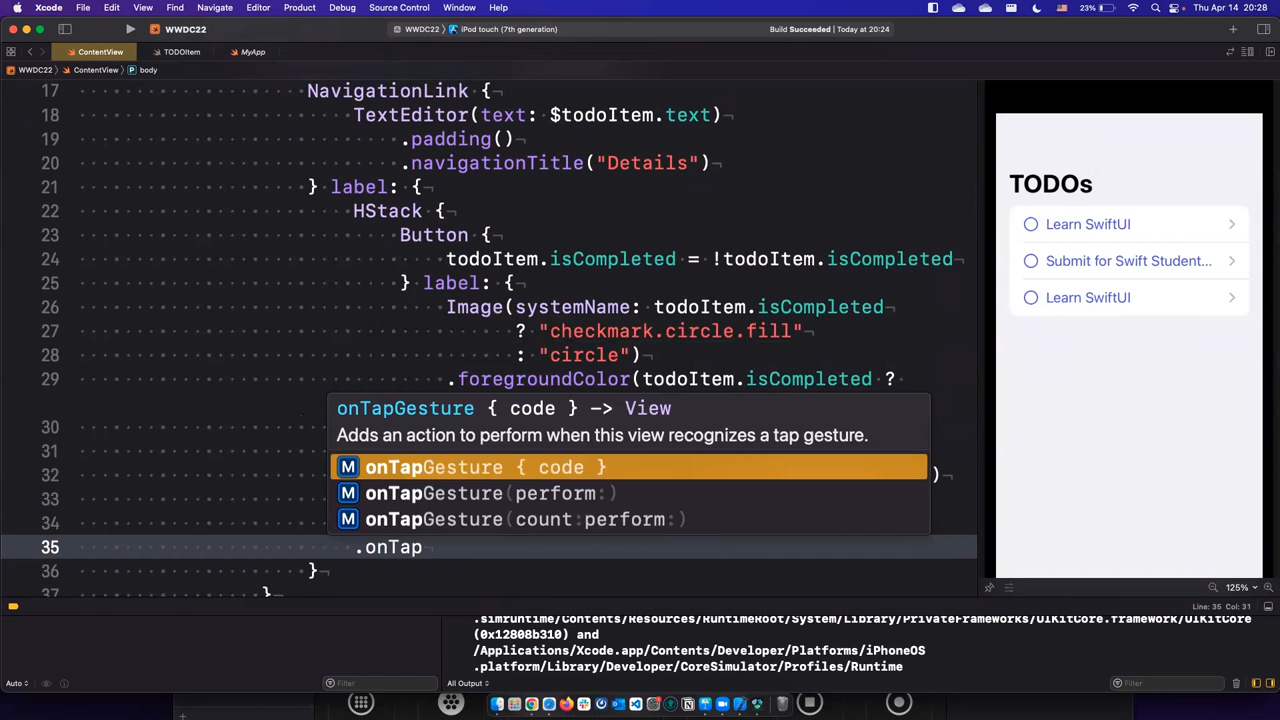 Xcode File Edit View Find Navigate Editor Product Debug Source Control Window Help 23% Thu Apr 14 20:28
WWDC22 WWDC22 〉 iPod touch (7th generation) Build Succeeded | Today at 20:24
ContentView TODOItem MyApp
WWDC22 〉 ContentView 〉 P body
17 NavigationLink {
18 TextEditor(text: $todoItem.text)
19 .padding()
20 .navigationTitle("Details")
21 } label: {
22 HStack {
23 Button {
24 todoItem.isCompleted = !todoItem.isCompleted
25 } label: {
26 Image(systemName: todoItem.isCompleted
27 ? "checkmark.circle.fill"
28 : "circle")
29 .foregroundColor(todoItem.isCompleted ?
30
31
32 )
33
34
35 .onTap
36 }
37 }
onTapGesture { code } -> View
Adds an action to perform when this view recognizes a tap gesture.
M onTapGesture { code }
M onTapGesture(perform:)
M onTapGesture(count:perform:)
TODOs
Learn SwiftUI
Submit for Swift Student...
Learn SwiftUI
125%
Line: 35 Col: 31
.simruntime/Contents/Resources/RuntimeRoot/System/Library/PrivateFrameworks/UIKitCore.framework/UIKitCore
(0x12808b310) and
/Applications/Xcode.app/Contents/Developer/Platforms/iPhoneOS
.platform/Library/Developer/CoreSimulator/Profiles/Runtime
Auto Filter All Output Filter